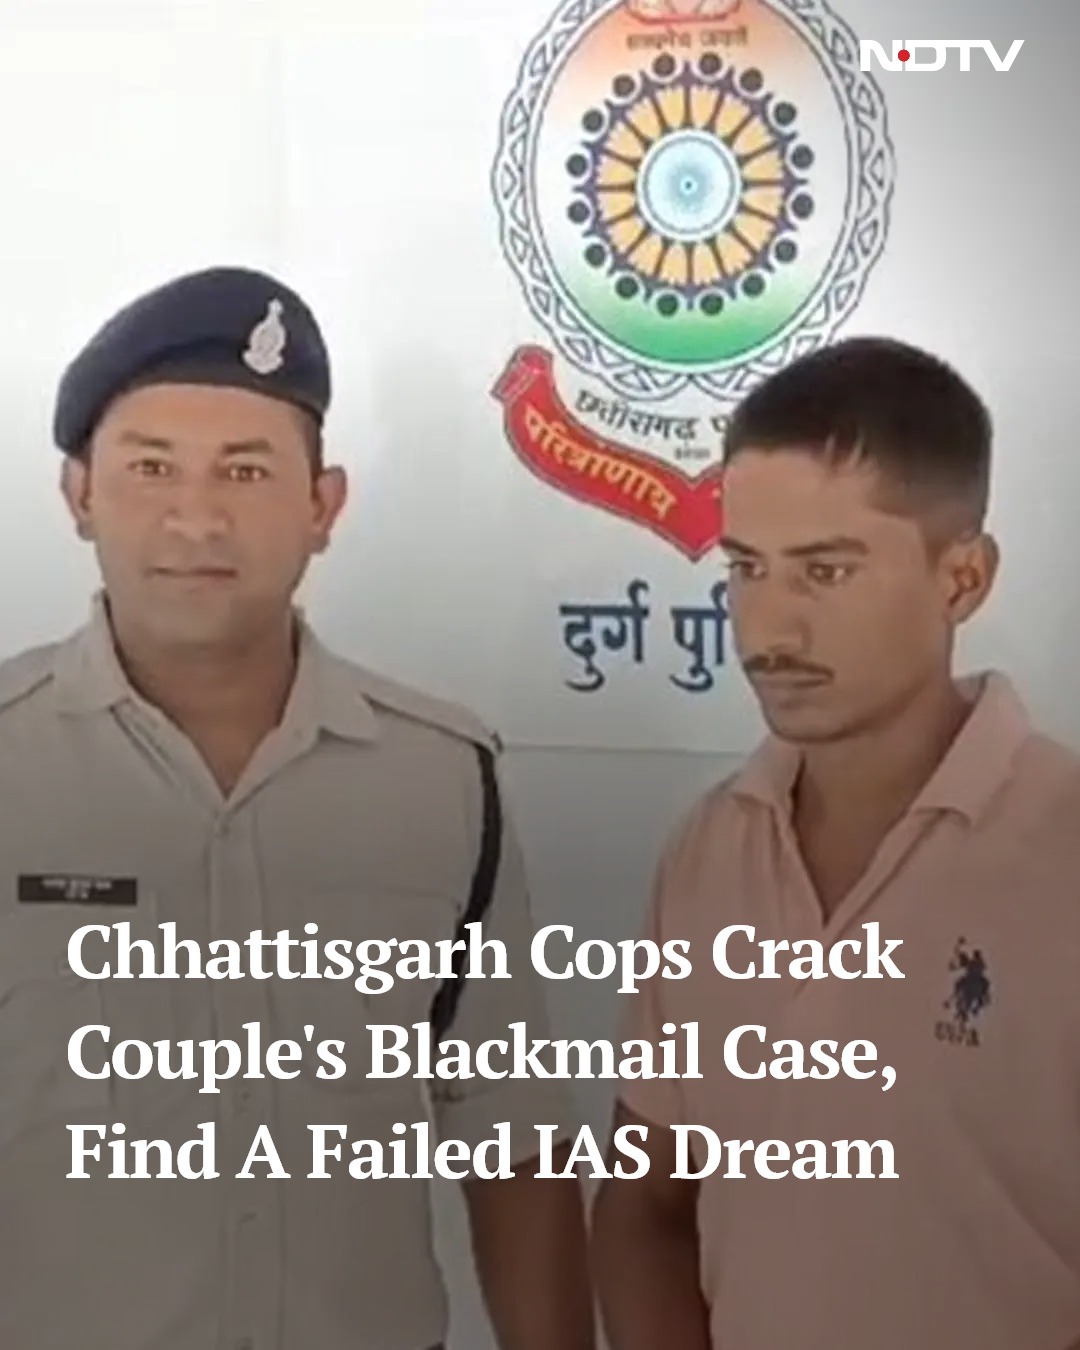 NDTV
सत्यमेव जयते
छत्तीसगढ़ पु
परित्राणाय
दुर्ग पुि
Chhattisgarh Cops Crack
Couple's Blackmail Case,
Find A Failed IAS Dream